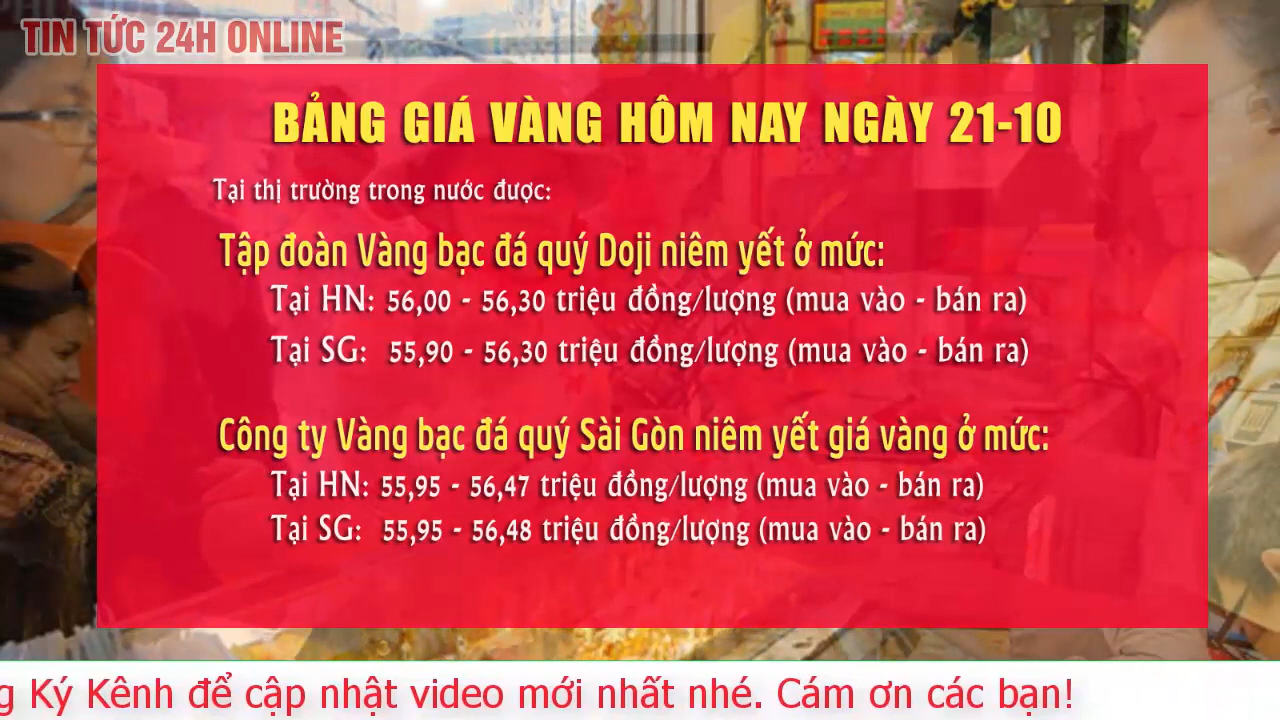 TIN TỨC 24H ONLINE
BẢNG GIÁ VÀNG HÔM NAY NGÀY 21-10
Tại thị trường trong nước được:
Tập đoàn Vàng bạc đá quý Doji niêm yết ở mức:
Tại HN: 56,00 - 56,30 triệu đồng/lượng (mua vào - bán ra)
Tại SG: 55,90 - 56,30 triệu đồng/lượng (mua vào - bán ra)
Công ty Vàng bạc đá quý Sài Gòn niêm yết giá vàng ở mức:
Tại HN: 55,95 - 56,47 triệu đồng/lượng (mua vào - bán ra)
Tại SG: 55,95 - 56,48 triệu đồng/lượng (mua vào - bán ra)
g Ký Kênh để cập nhật video mới nhất nhé. Cám ơn các bạn!